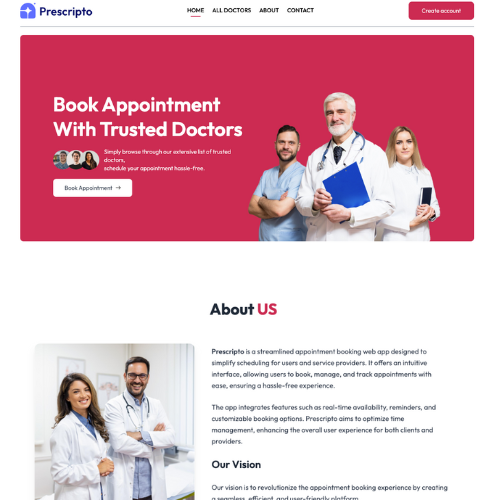 Prescripto
HOME ALL DOCTORS ABOUT CONTACT
Create account
Book Appointment
With Trusted Doctors
Simply browse through our extensive list of trusted
doctors,
schedule your appointment hassle-free.
Book Appointment →
About US
Prescripto is a streamlined appointment booking web app designed to
simplify scheduling for users and service providers. It offers an intuitive
interface, allowing users to book, manage, and track appointments with
ease, ensuring a hassle-free experience.
The app integrates features such as real-time availability, reminders, and
customizable booking options. Prescripto aims to optimize time
management, enhancing the overall user experience for both clients and
providers.
Our Vision
Our vision is to revolutionize the appointment booking experience by creating
a seamless, efficient, and user-friendly platform